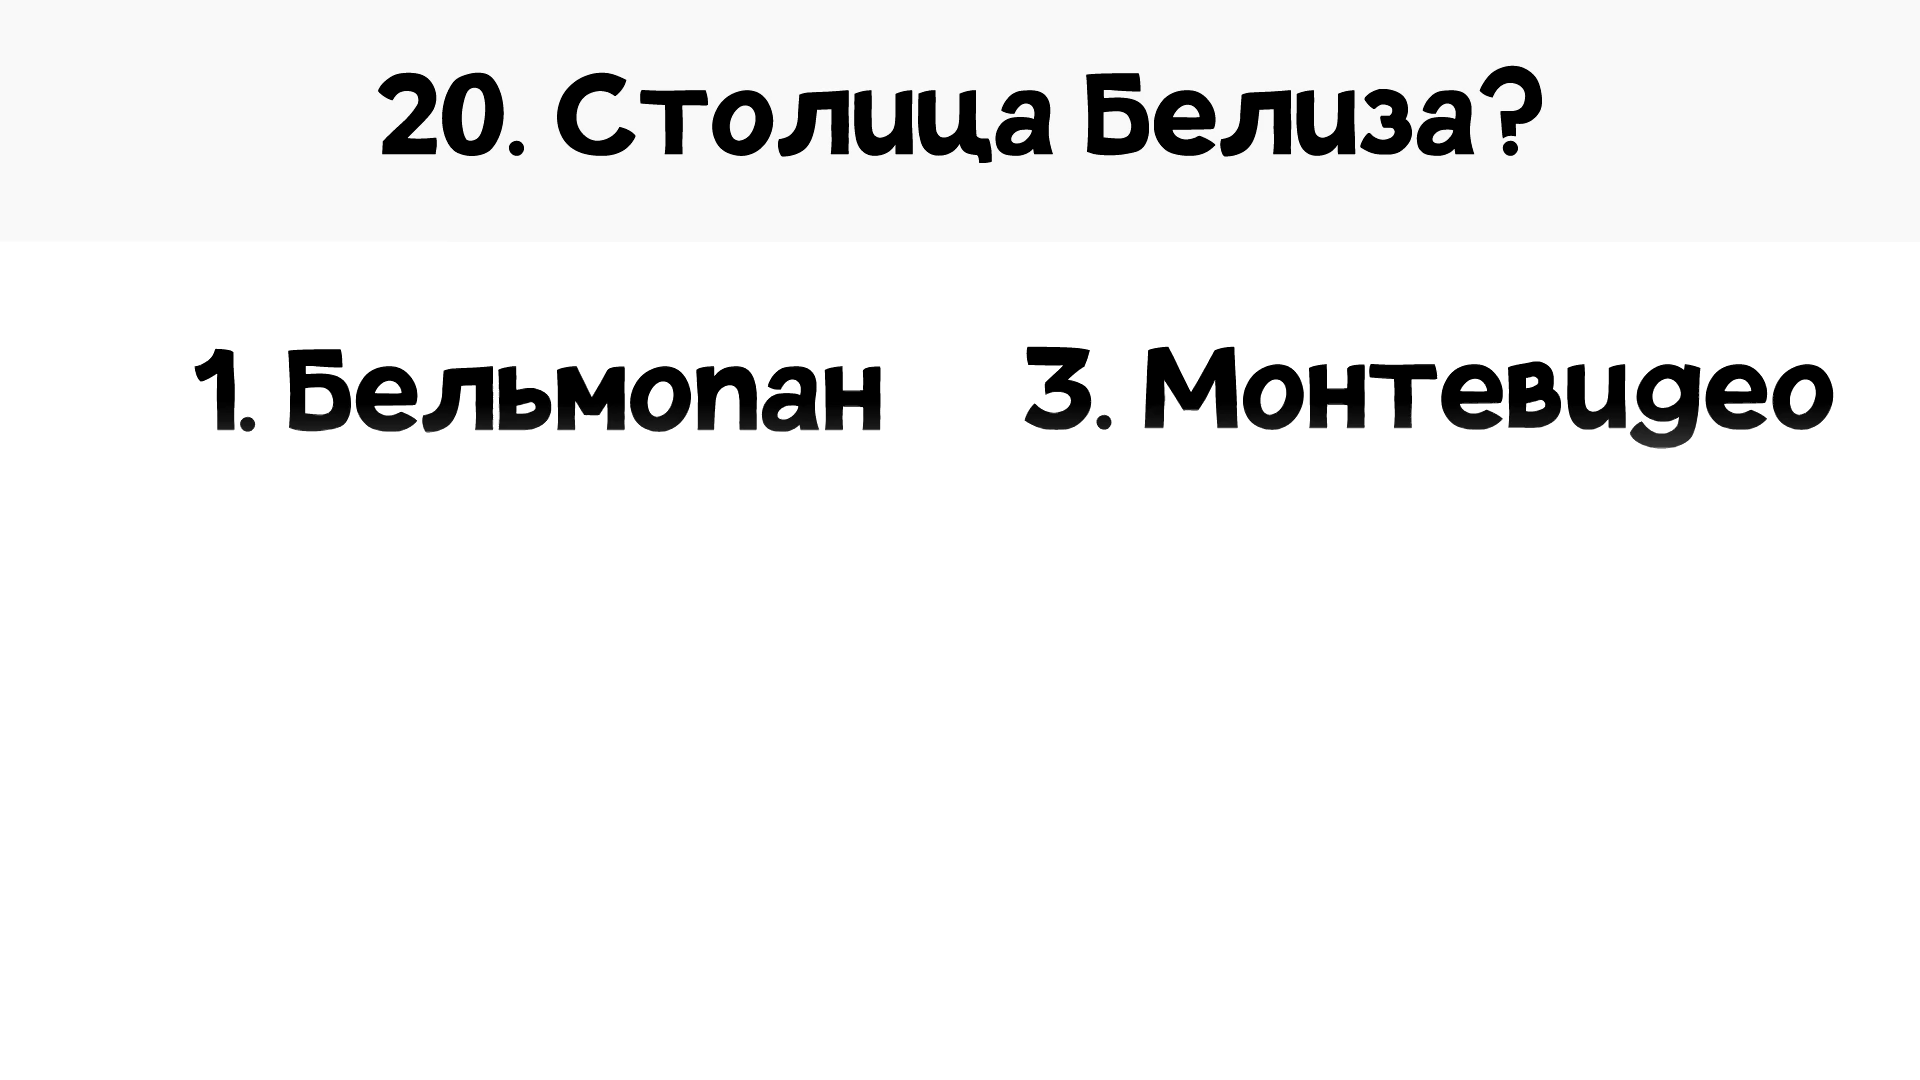 20. Столица Белиза?
1. Бельмопан
3. Монтевидео